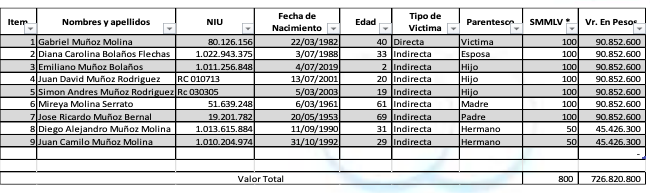 Item Nombres y apellidos NIU Fecha de Nacimiento Edad Tipo de Victima Parentesco SMMLV * Vr. En Pesos
1 Gabriel Muñoz Molina 80.126.156 22/03/1982 40 Directa Victima 100 90.852.600
2 Diana Carolina Bolaños Flechas 1.022.943.375 3/07/1988 33 Indirecta Esposa 100 90.852.600
3 Emiliano Muñoz Bolaños 1.011.256.848 4/07/2019 2 Indirecta Hijo 100 90.852.600
4 Juan David Muñoz Rodriguez RC 010713 13/07/2001 20 Indirecta Hijo 100 90.852.600
5 Simon Andres Muñoz Rodriguez Rc 030305 5/03/2003 19 Indirecta Hijo 100 90.852.600
6 Mireya Molina Serrato 51.639.248 6/03/1961 61 Indirecta Madre 100 90.852.600
7 Jose Ricardo Muñoz Bernal 19.201.782 20/05/1953 69 Indirecta Padre 100 90.852.600
8 Diego Alejandro Muñoz Molina 1.013.615.884 11/09/1990 31 Indirecta Hermano 50 45.426.300
9 Juan Camilo Muñoz Molina 1.010.204.974 31/10/1992 29 Indirecta Hermano 50 45.426.300
-
Valor Total 800 726.820.800